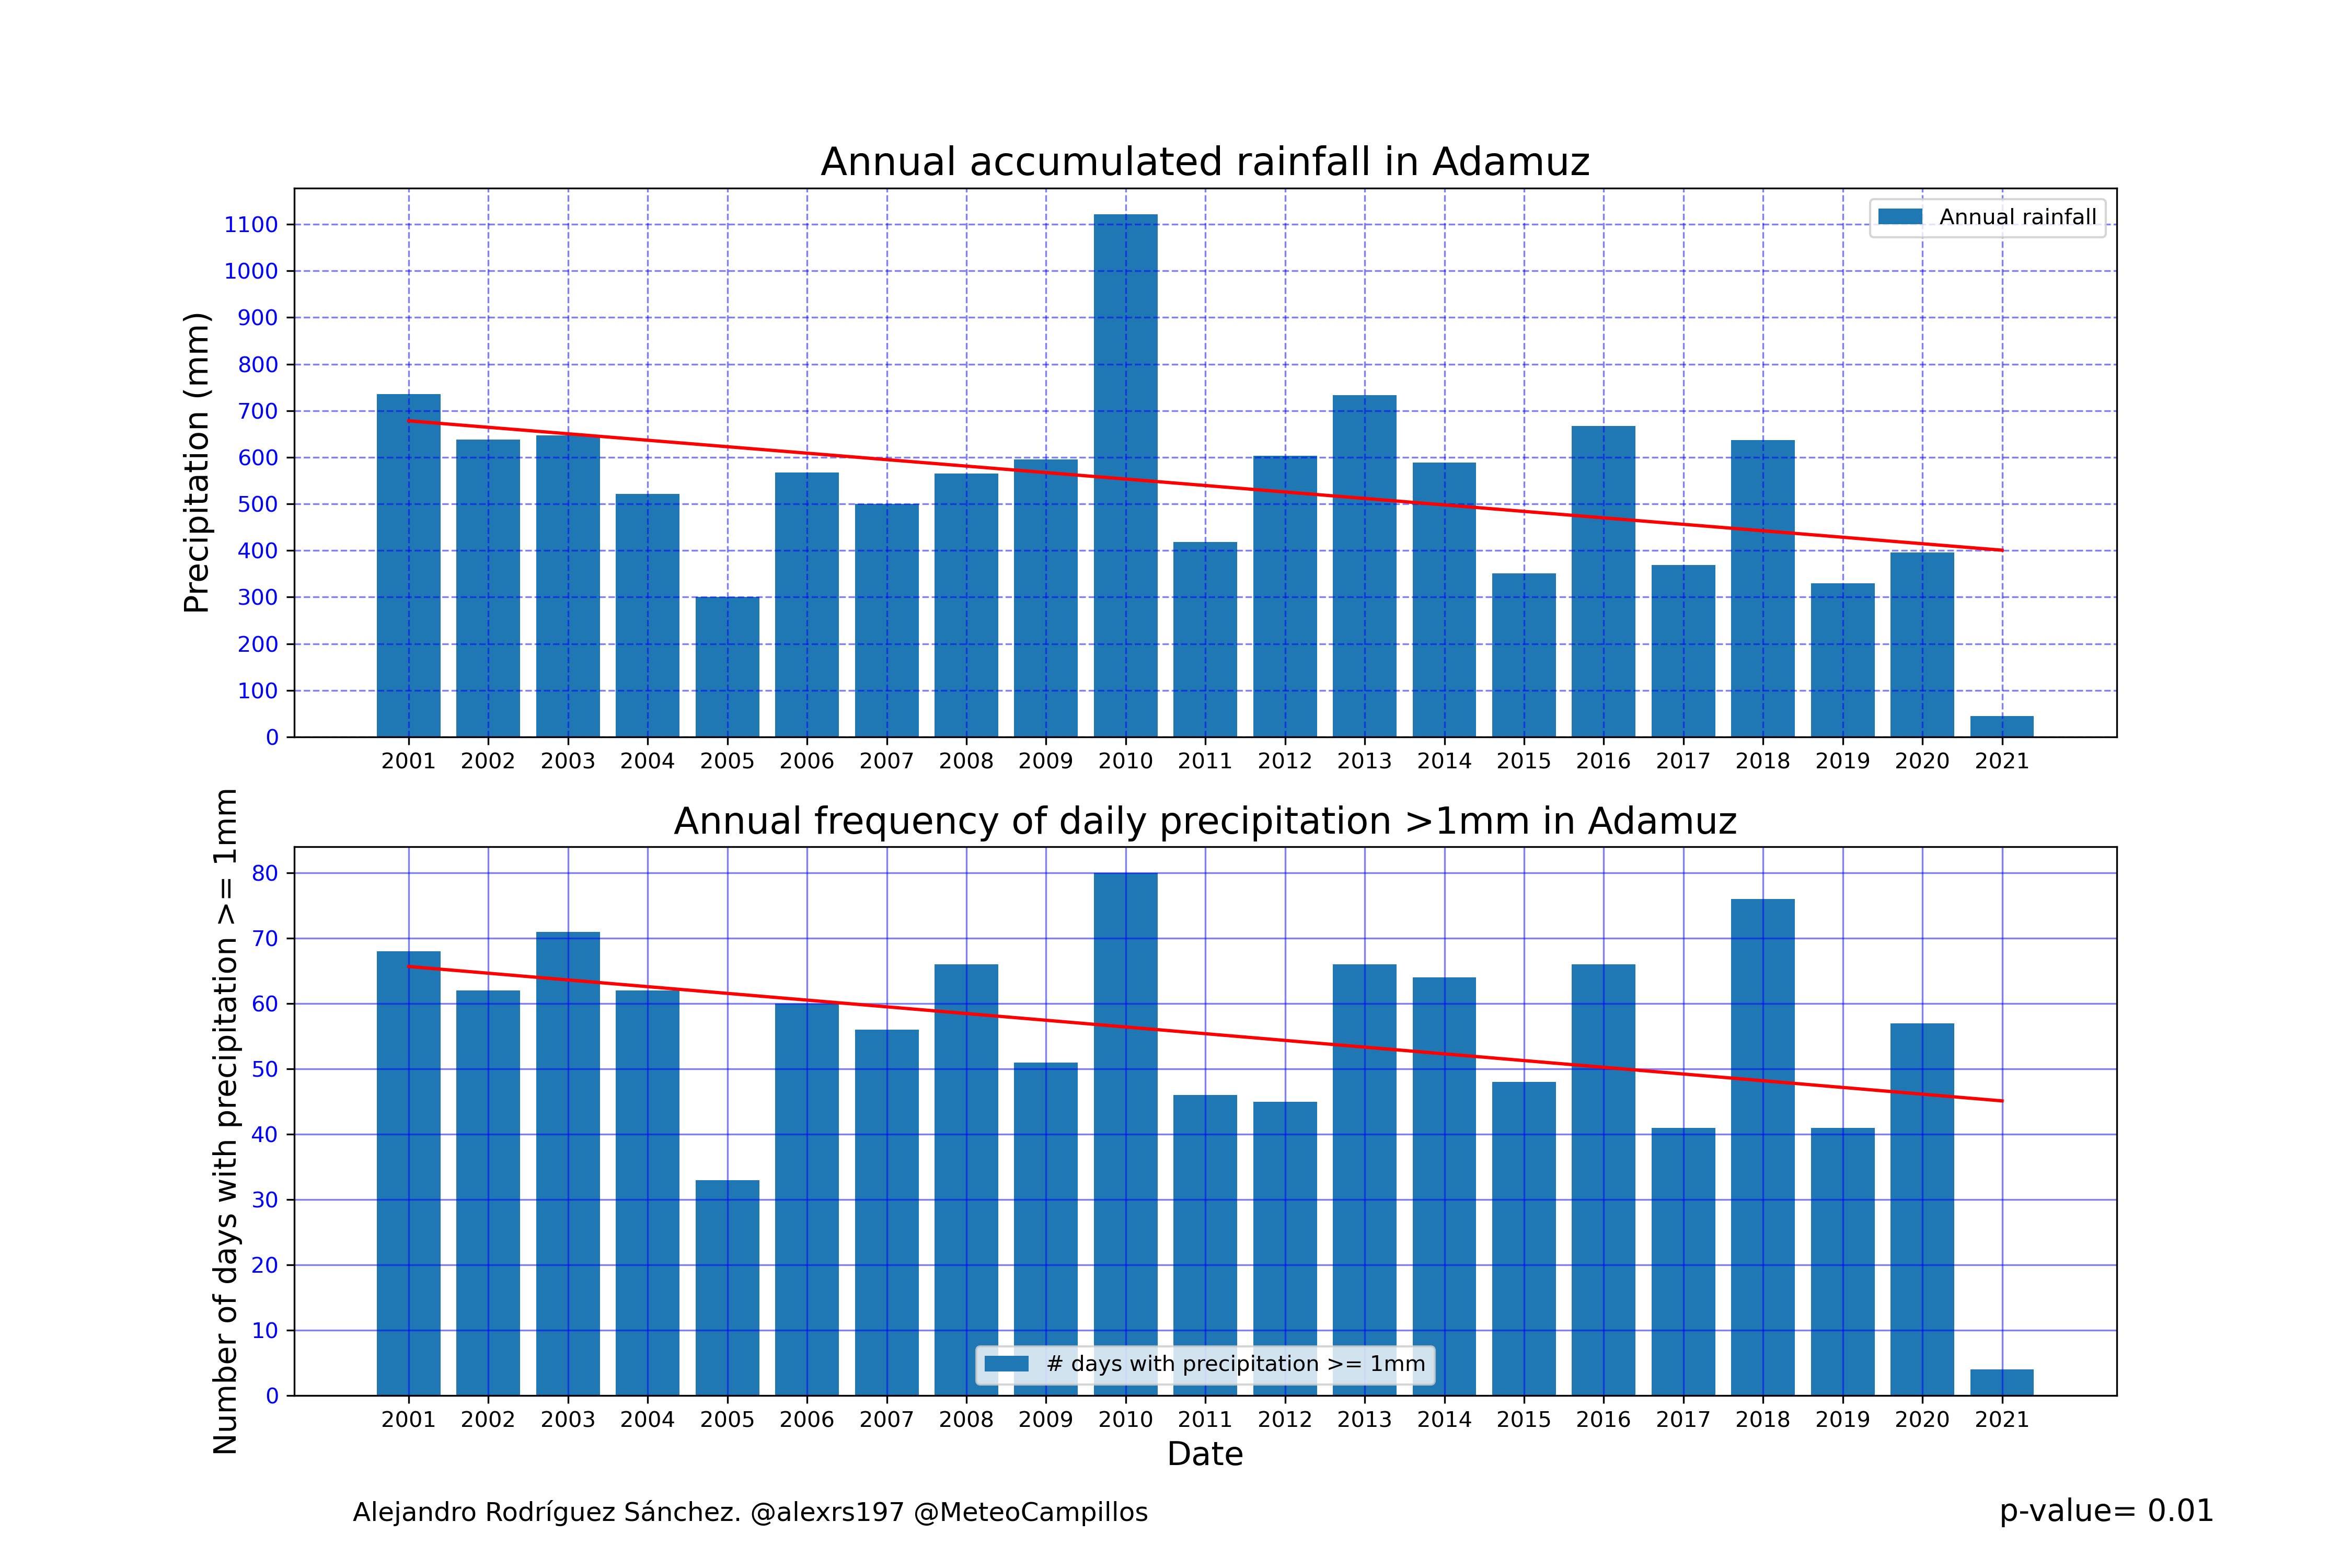 Annual accumulated rainfall in Adamuz
Precipitation (mm)
1100
1000
900
800
700
600
500
400
300
200
100
0
Annual rainfall
2001 2002 2003 2004 2005 2006 2007 2008 2009 2010 2011 2012 2013 2014 2015 2016 2017 2018 2019 2020 2021
Annual frequency of daily precipitation >1mm in Adamuz
Number of days with precipitation >= 1mm
80
70
60
50
40
30
20
10
0
# days with precipitation >= 1mm
2001 2002 2003 2004 2005 2006 2007 2008 2009 2010 2011 2012 2013 2014 2015 2016 2017 2018 2019 2020 2021
Date
Alejandro Rodríguez Sánchez. @alexrs197 @MeteoCampillos
p-value= 0.01